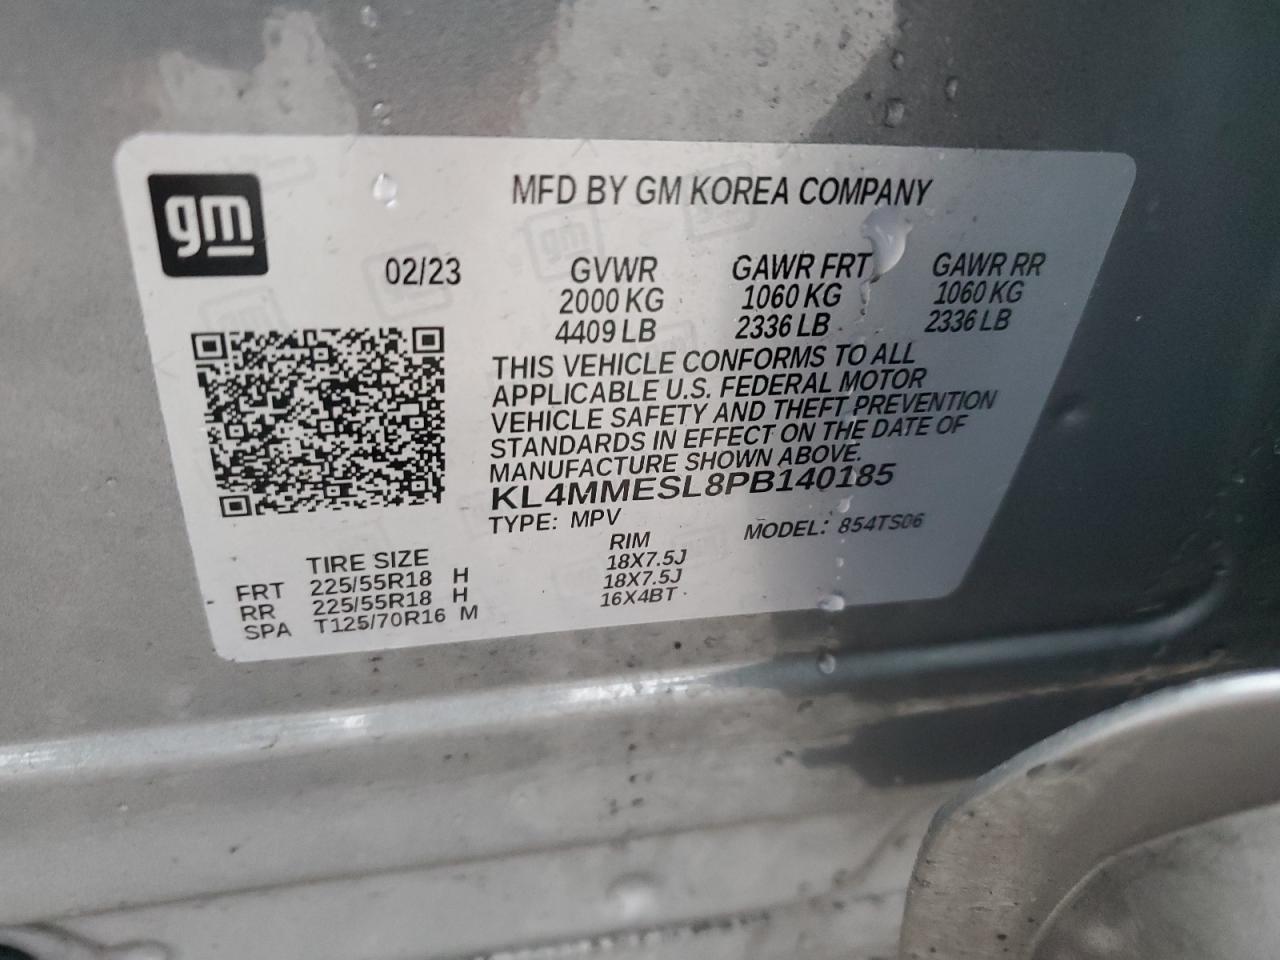 gm
MFD BY GM KOREA COMPANY
02/23 GVWR GAWR FRT GAWR RR
2000 KG 1060 KG 1060 KG
4409 LB 2336 LB 2336 LB
THIS VEHICLE CONFORMS TO ALL
APPLICABLE U.S. FEDERAL MOTOR
VEHICLE SAFETY AND THEFT PREVENTION
STANDARDS IN EFFECT ON THE DATE OF
MANUFACTURE SHOWN ABOVE.
KL4MMESL8PB140185
TYPE: MPV MODEL: 854TS06
TIRE SIZE RIM
FRT 225/55R18 H 18X7.5J
RR 225/55R18 H 18X7.5J
SPA T125/70R16 M 16X4BT